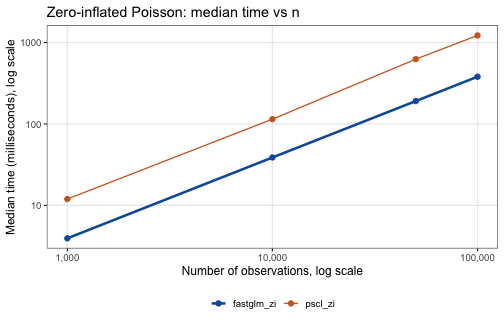 Zero-inflated Poisson: median time vs n
Median time (milliseconds), log scale
1000
100
10
1,000
10,000
100,000
Number of observations, log scale
fastglm_zi
pscl_zi